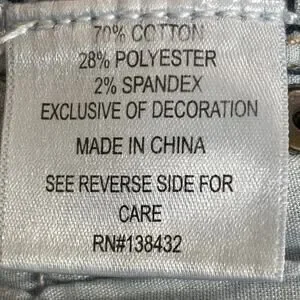 70% COTTON
28% POLYESTER
2% SPANDEX
EXCLUSIVE OF DECORATION
MADE IN CHINA
SEE REVERSE SIDE FOR
CARE
RN#138432